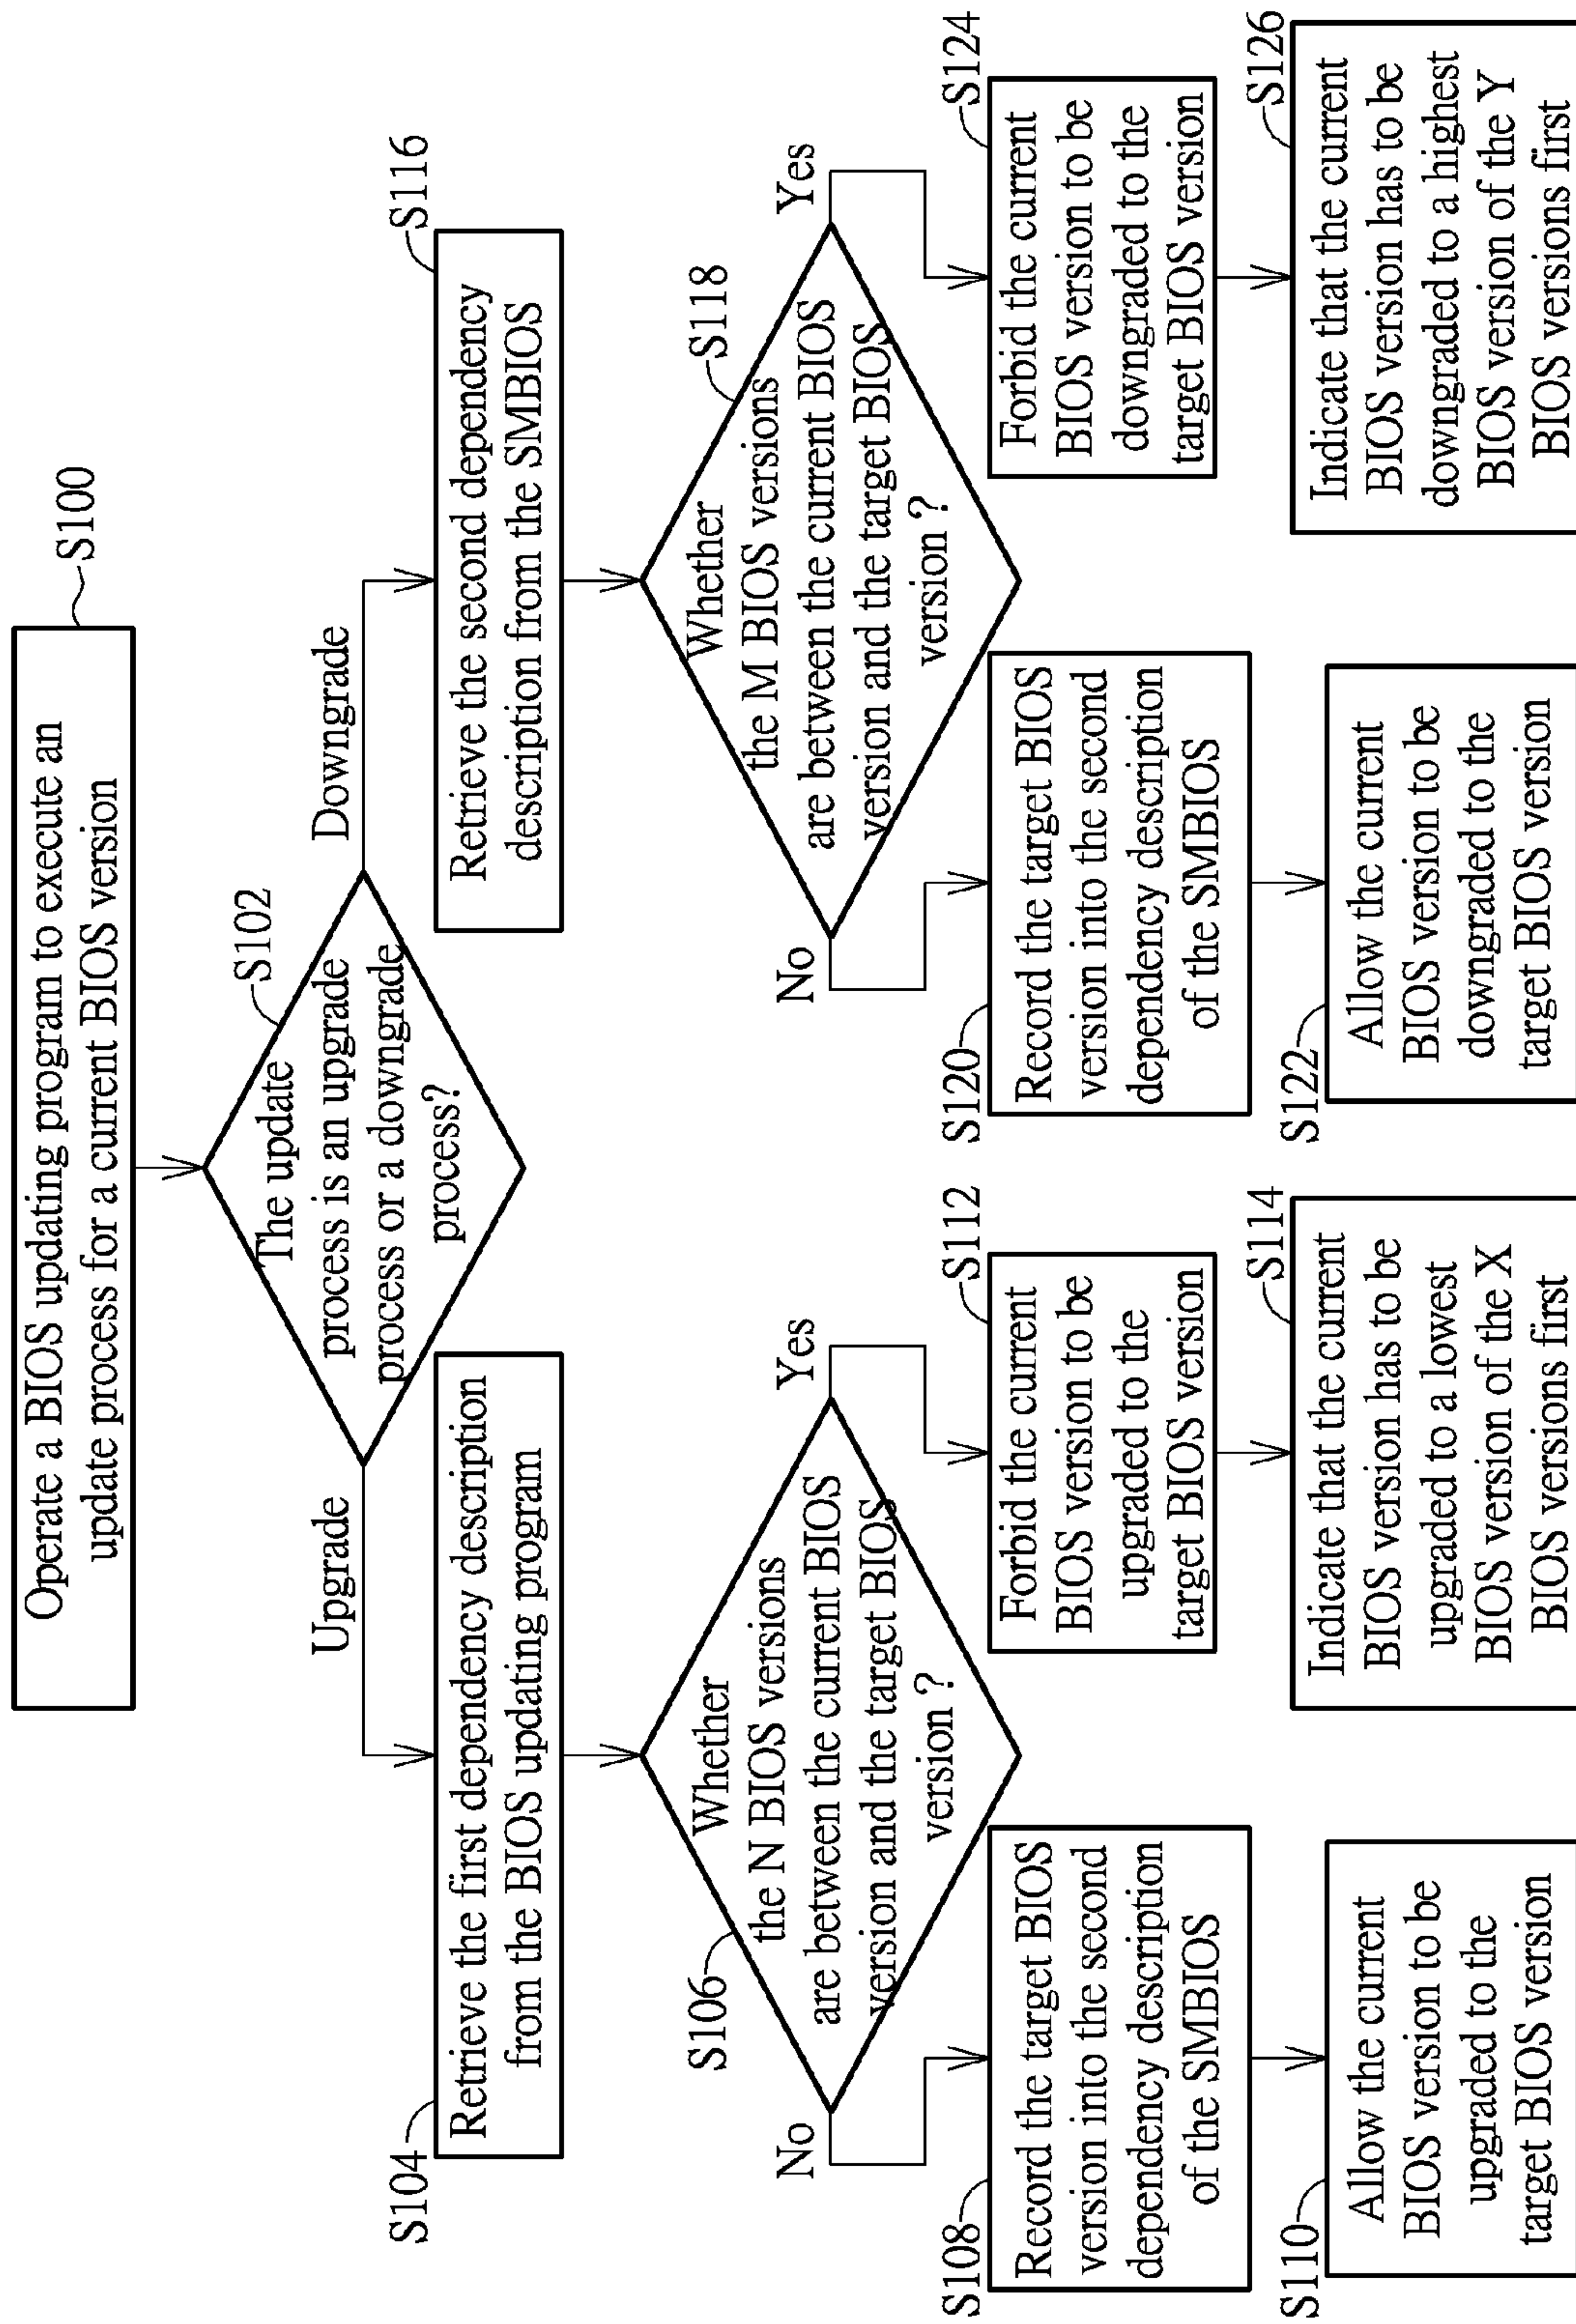 Operate a BIOS updating program to execute an
update process for a current BIOS version
S100
The update
process is an upgrade
process or a downgrade
process?
S102
Upgrade
Downgrade
S104
Retrieve the first dependency description
from the BIOS updating program
S116
Retrieve the second dependency
description from the SMBIOS
S106
Whether
the N BIOS versions
are between the current BIOS
version and the target BIOS
version ?
S118
Whether
the M BIOS versions
are between the current BIOS
version and the target BIOS
version ?
No
Yes
No
Yes
S108
Record the target BIOS
version into the second
dependency description
of the SMBIOS
S112
Forbid the current
BIOS version to be
upgraded to the
target BIOS version
S120
Record the target BIOS
version into the second
dependency description
of the SMBIOS
S124
Forbid the current
BIOS version to be
downgraded to the
target BIOS version
S110
Allow the current
BIOS version to be
upgraded to the
target BIOS version
S114
Indicate that the current
BIOS version has to be
upgraded to a lowest
BIOS version of the X
BIOS versions first
S122
Allow the current
BIOS version to be
downgraded to the
target BIOS version
S126
Indicate that the current
BIOS version has to be
downgraded to a highest
BIOS version of the Y
BIOS versions first